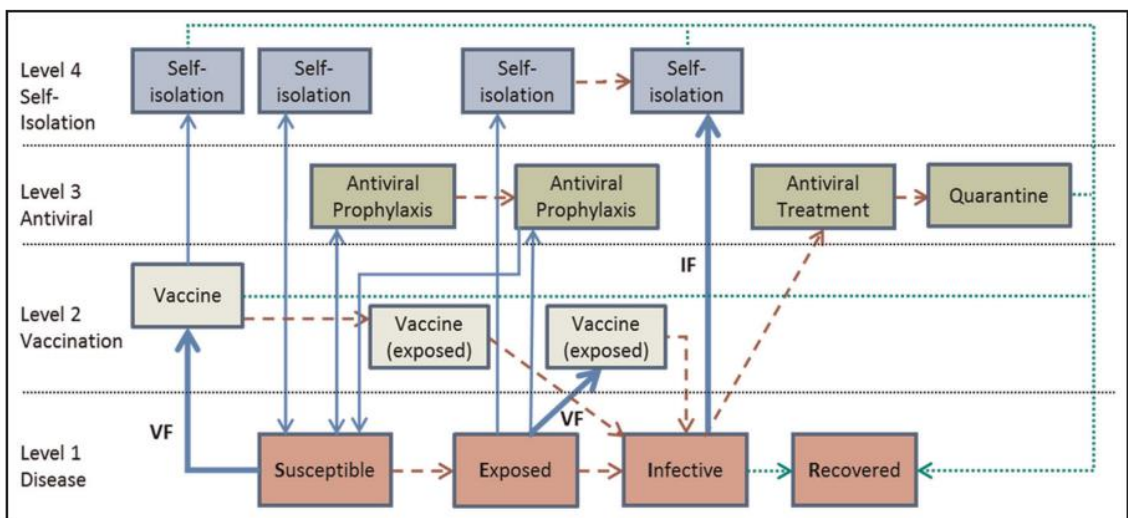 Level 4
Self-
Isolation
Self-
isolation
Self-
isolation
Self-
isolation
Self-
isolation
Level 3
Antiviral
Antiviral
Prophylaxis
Antiviral
Prophylaxis
Antiviral
Treatment
Quarantine
Level 2
Vaccination
Vaccine
Vaccine
(exposed)
Vaccine
(exposed)
IF
VF
VF
Level 1
Disease
Susceptible
Exposed
Infective
Recovered